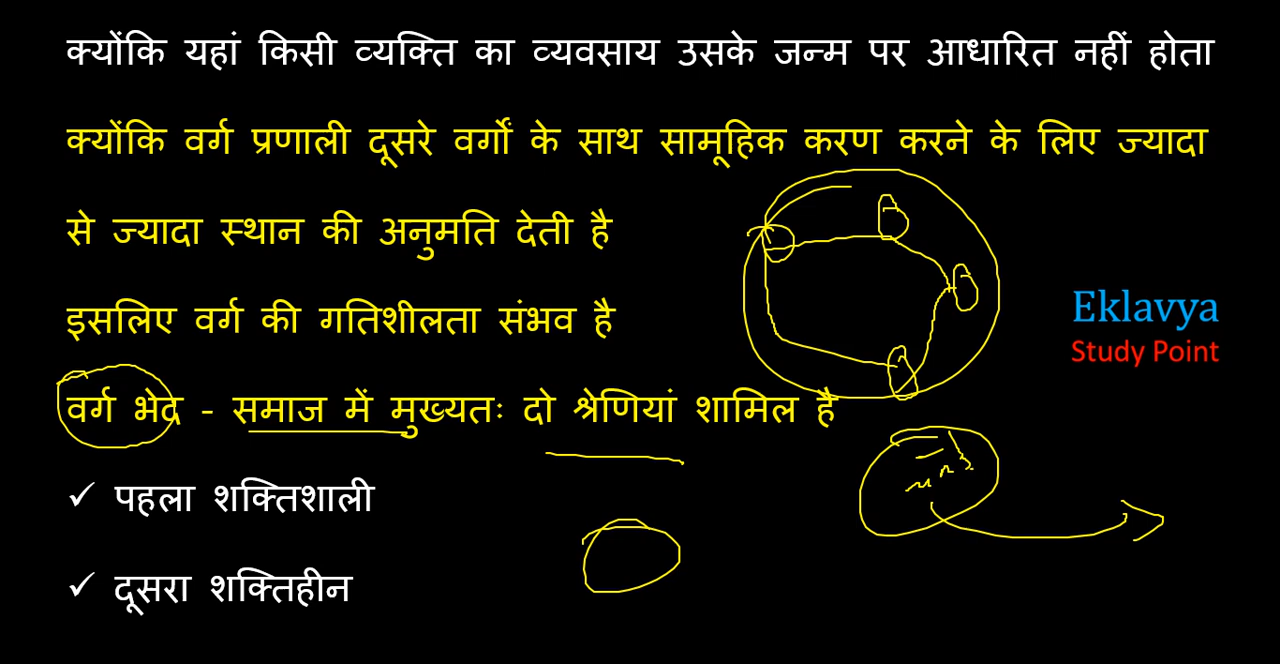 क्योंकि यहां किसी व्यक्ति का व्यवसाय उसके जन्म पर आधारित नहीं होता
क्योंकि वर्ग प्रणाली दूसरे वर्गों के साथ सामूहिक करण करने के लिए ज्यादा
से ज्यादा स्थान की अनुमति देती है
इसलिए वर्ग की गतिशीलता संभव है
Eklavya
Study Point
वर्ग भेद - समाज में मुख्यतः दो श्रेणियां शामिल है
✓ पहला शक्तिशाली
✓ दूसरा शक्तिहीन